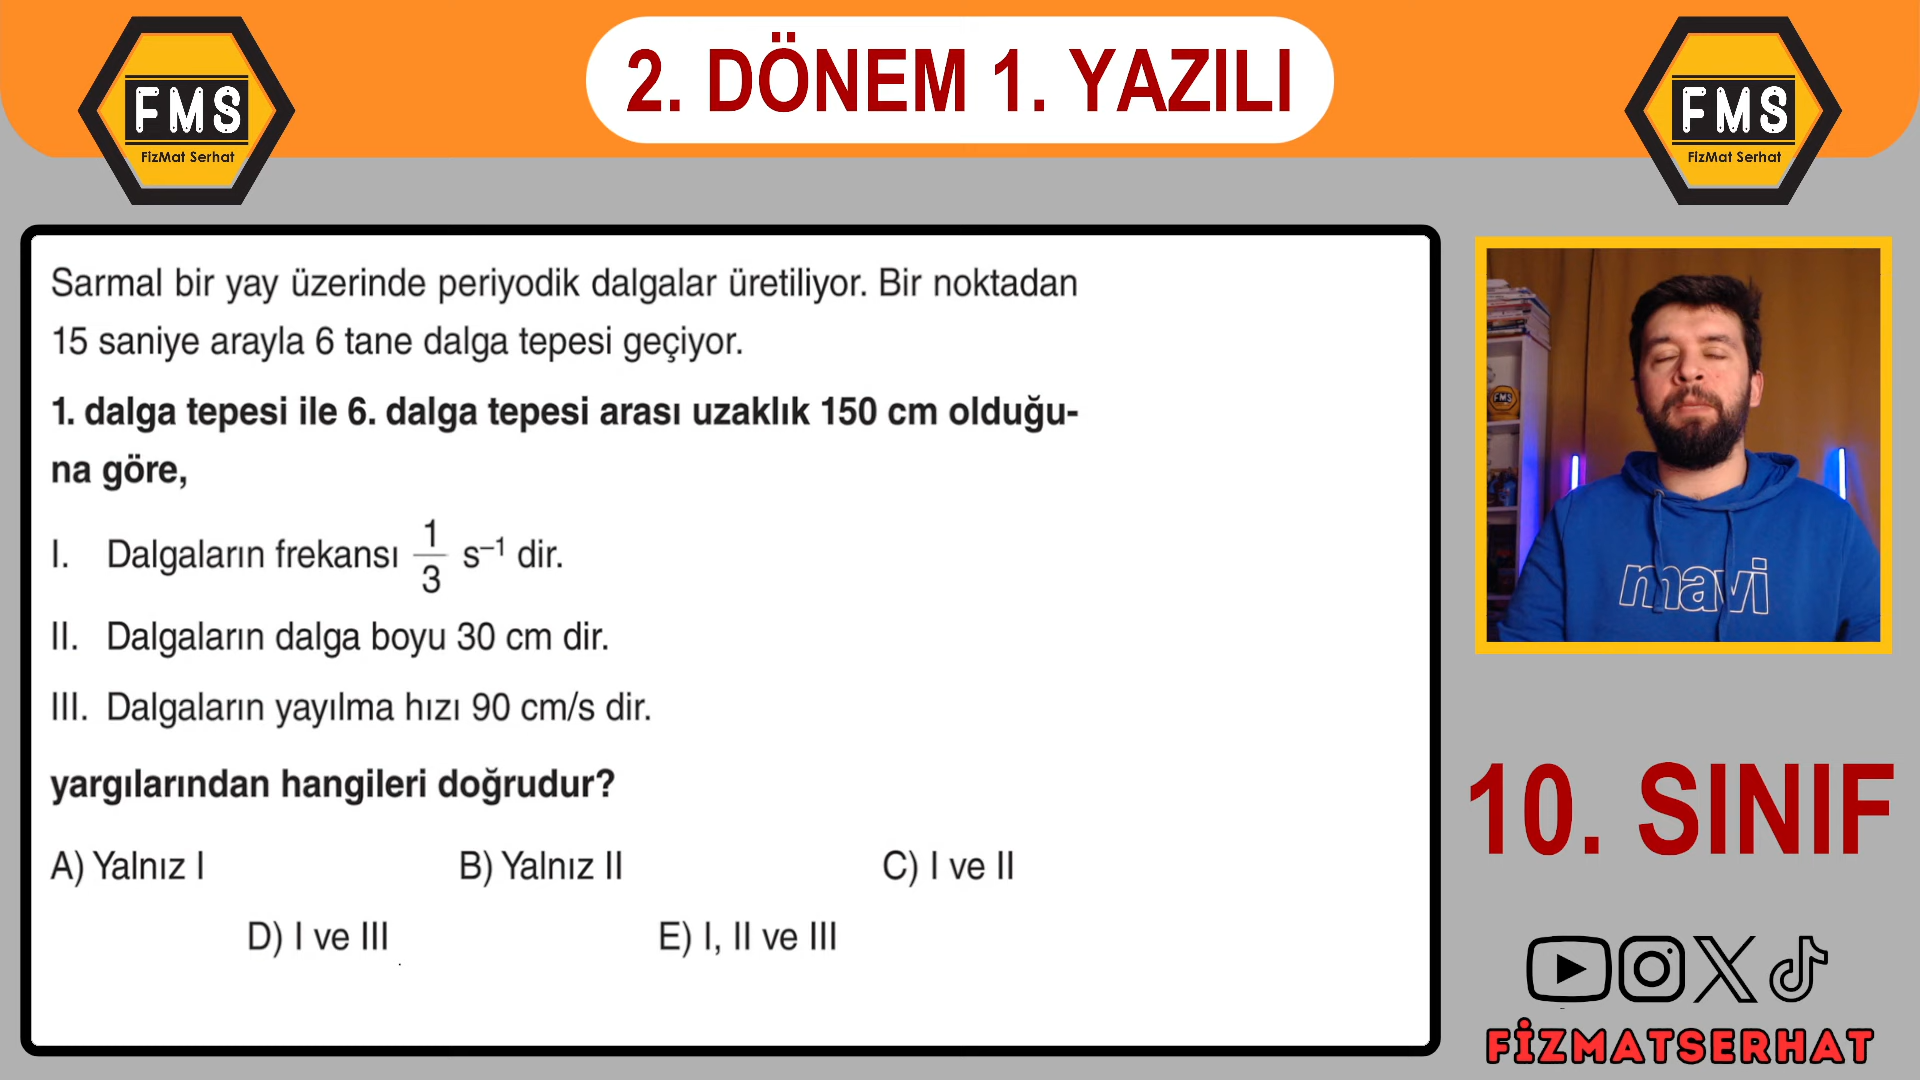 2. DÖNEM 1. YAZILI
FMS
FizMat Serhat
FMS
FizMat Serhat
Sarmal bir yay üzerinde periyodik dalgalar üretiliyor. Bir noktadan
15 saniye arayla 6 tane dalga tepesi geçiyor.
1. dalga tepesi ile 6. dalga tepesi arası uzaklık 150 cm olduğu-
na göre,
I. Dalgaların frekansı 1/3 s⁻¹ dir.
II. Dalgaların dalga boyu 30 cm dir.
III. Dalgaların yayılma hızı 90 cm/s dir.
yargılarından hangileri doğrudur?
A) Yalnız I B) Yalnız II C) I ve II
D) I ve III E) I, II ve III
FMS
mavi
10. SINIF
FİZMATSERHAT